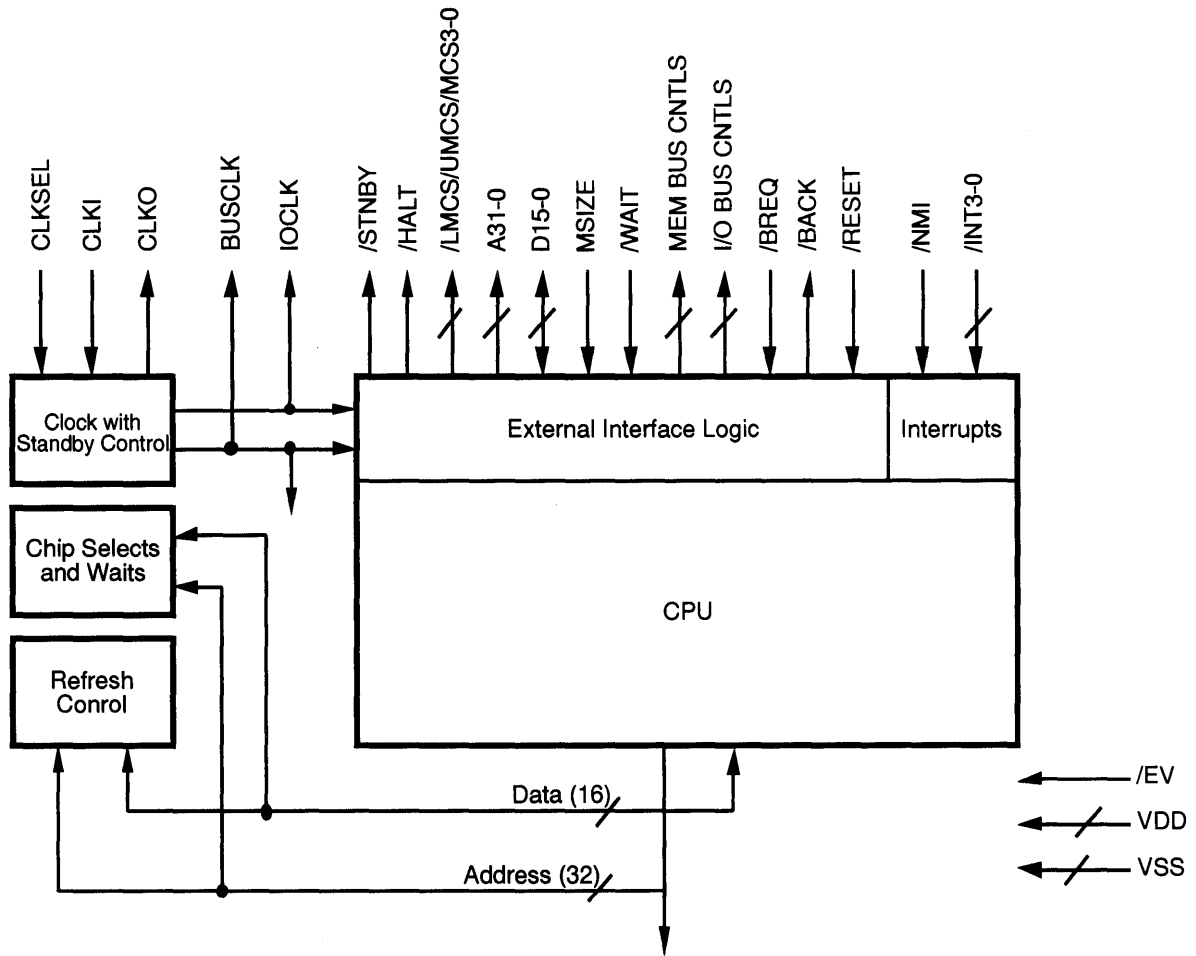 CLKSEL
CLKI
CLKO
BUSCLK
IOCLK
/STNBY
/HALT
/LMCS/UMCS/MCS3-0
A31-0
D15-0
MSIZE
/WAIT
MEM BUS CNTLS
I/O BUS CNTLS
/BREQ
/BACK
/RESET
/NMI
/INT3-0
Clock with
Standby Control
External Interface Logic
Interrupts
Chip Selects
and Waits
CPU
Refresh
Conrol
Data (16)
Address (32)
/EV
VDD
VSS